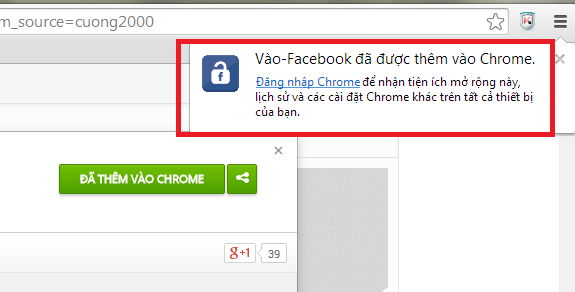 m_source=cuong2000
Vào-Facebook đã được thêm vào Chrome.
Đăng nhập Chrome để nhận tiện ích mở rộng này,
lịch sử và các cài đặt Chrome khác trên tất cả thiết bị
của bạn.
ĐÃ THÊM VÀO CHROME
g+1 39